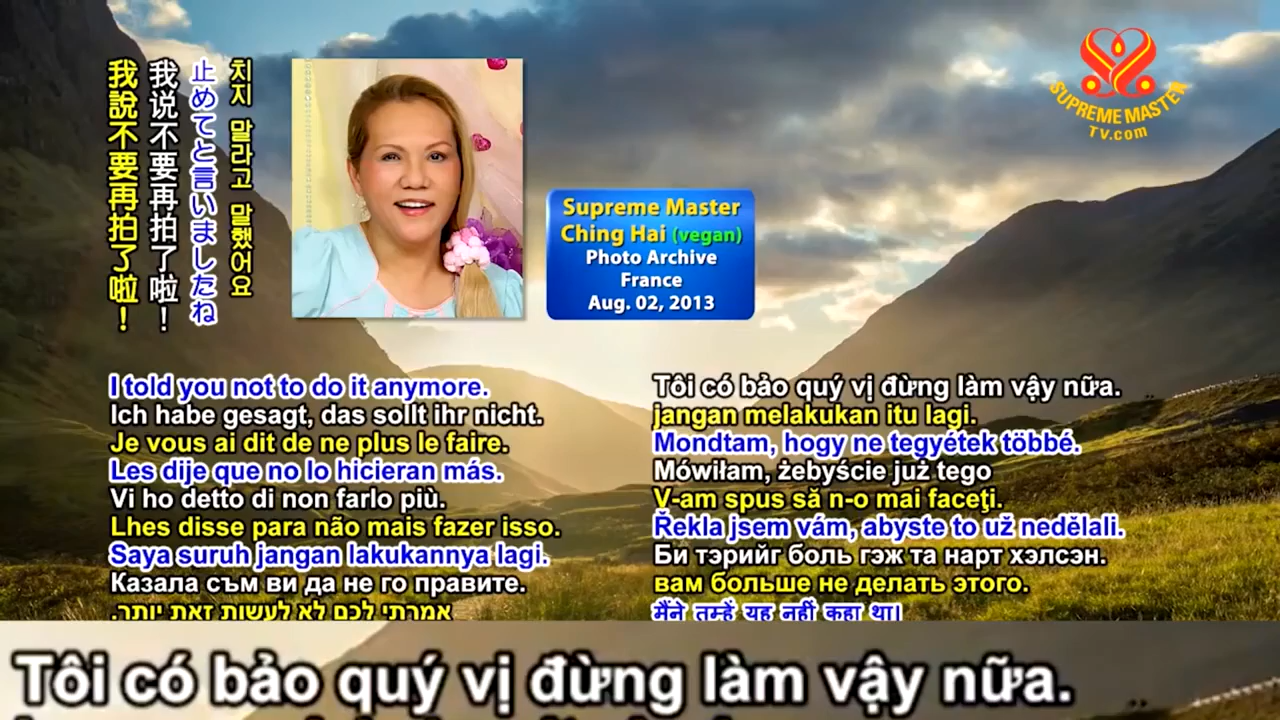 치지 말라고 말했어요
止めてと言いましたね
我说不要再拍了啦！
我說不要再拍了啦！
SUPREME MASTER
TV.com
Supreme Master
Ching Hai (vegan)
Photo Archive
France
Aug. 02, 2013
I told you not to do it anymore.
Ich habe gesagt, das sollt ihr nicht.
Je vous ai dit de ne plus le faire.
Les dije que no lo hicieran más.
Vi ho detto di non farlo più.
Lhes disse para não mais fazer isso.
Saya suruh jangan lakukannya lagi.
Казала съм ви да не го правите.
אמרתי לכם לא לעשות זאת יותר.
Tôi có bảo quý vị đừng làm vậy nữa.
jangan melakukan itu lagi.
Mondtam, hogy ne tegyétek többé.
Mówiłam, żebyście już tego
V-am spus să n-o mai faceţi.
Řekla jsem vám, abyste to už nedělali.
Би тэрийг боль гэж та нарт хэлсэн.
вам больше не делать этого.
मैंने तुम्हें यह नहीं कहा था।
Tôi có bảo quý vị đừng làm vậy nữa.